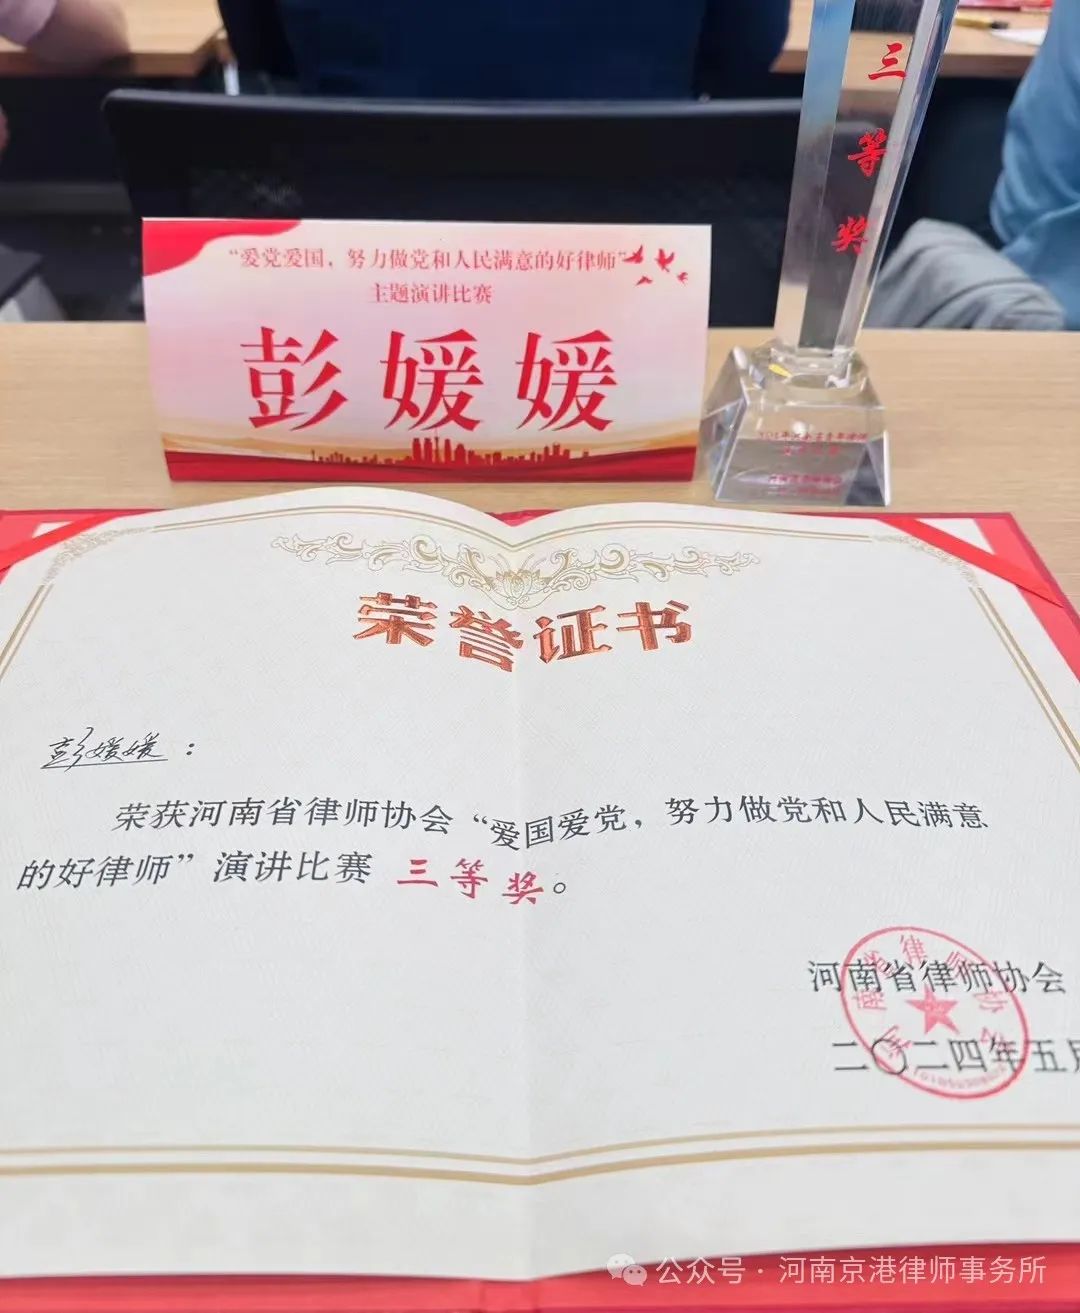 三等奖
“爱党爱国，努力做党和人民满意的好律师”
主题演讲比赛
彭媛媛
荣誉证书
彭媛媛：
荣获河南省律师协会“爱国爱党，努力做党和人民满意
的好律师”演讲比赛 三等奖。
河南省律师协会
二〇二四年五月
公众号·河南京港律师事务所